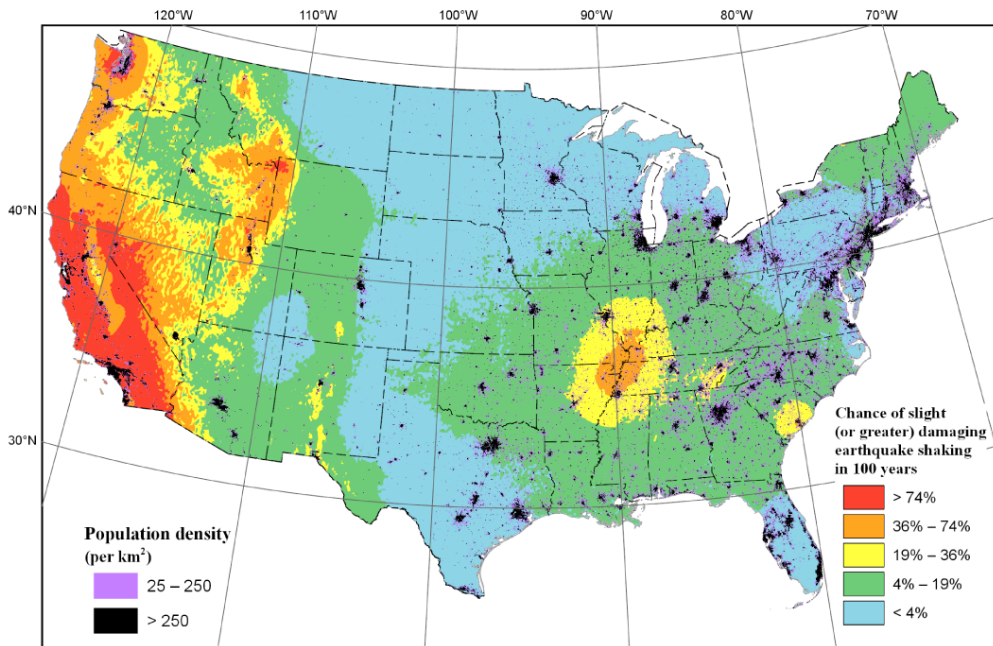 120°W
110°W
100°W
90°W
80°W
70°W
40°N
30°N
Population density
(per km²)
25 – 250
> 250
Chance of slight
(or greater) damaging
earthquake shaking
in 100 years
> 74%
36% – 74%
19% – 36%
4% – 19%
< 4%